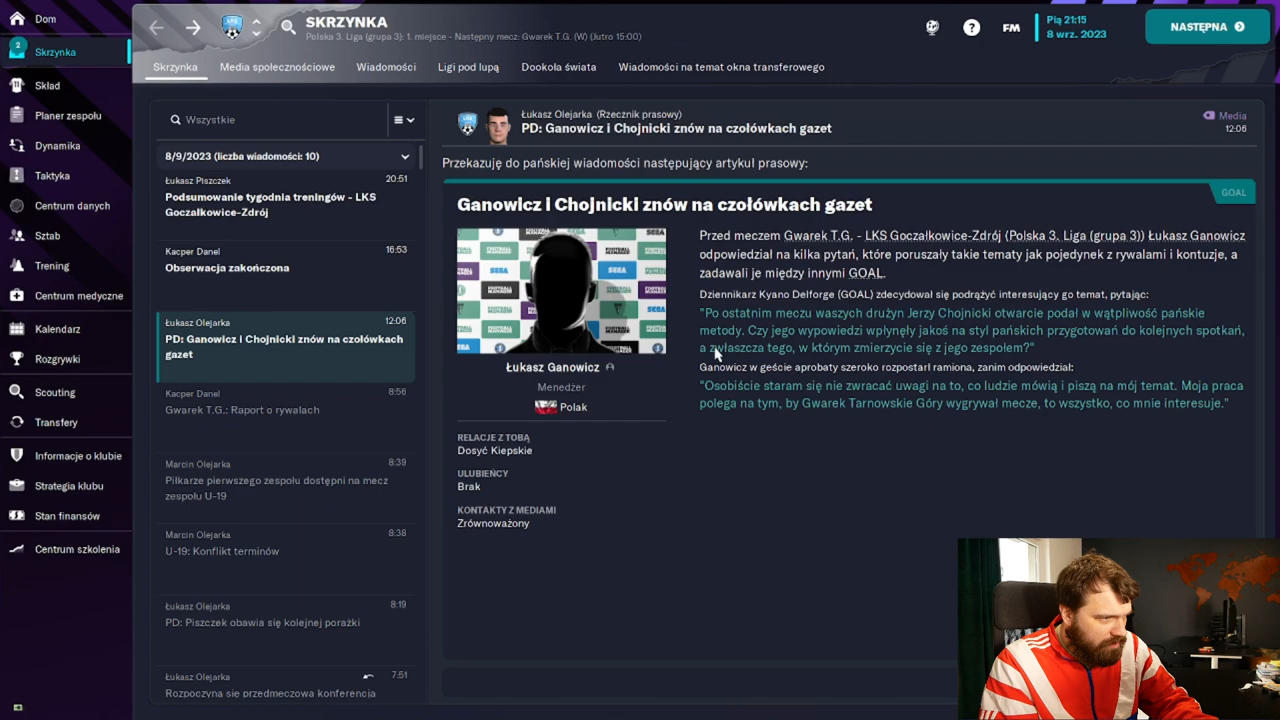 Dom
2
Skrzynka
Skład
Planer zespołu
Dynamika
Taktyka
Centrum danych
Sztab
Trening
Centrum medyczne
Kalendarz
Rozgrywki
Scouting
Transfery
Informacje o klubie
Strategia klubu
Stan finansów
Centrum szkolenia
SKRZYNKA
Polska 3. Liga (grupa 3): 1. miejsce - Następny mecz: Gwarek T.G. (W) (Jutro 15:00)
FM
Pią 21:15
8 wrz. 2023
NASTĘPNA
Skrzynka
Media społecznościowe
Wiadomości
Ligi pod lupą
Dookoła świata
Wiadomości na temat okna transferowego
Wszystkie
8/9/2023 (liczba wiadomości: 10)
Łukasz Piszczek 20:51
Podsumowanie tygodnia treningów - LKS
Goczałkowice-Zdrój
Kacper Danel 16:53
Obserwacja zakończona
Łukasz Olejarka 12:06
PD: Ganowicz i Chojnicki znów na czołówkach
gazet
Kacper Danel 8:56
Gwarek T.G.: Raport o rywalach
Marcin Olejarka 8:39
Piłkarze pierwszego zespołu dostępni na mecz
zespołu U-19
Marcin Olejarka 8:38
U-19: Konflikt terminów
Łukasz Olejarka 8:19
PD: Piszczek obawia się kolejnej porażki
Łukasz Olejarka 7:51
Rozpoczyna się przedmeczowa konferencja
Łukasz Olejarka (Rzecznik prasowy)
PD: Ganowicz i Chojnicki znów na czołówkach gazet
Media
12:06
Przekazuję do pańskiej wiadomości następujący artykuł prasowy:
GOAL
Ganowicz i Chojnicki znów na czołówkach gazet
Łukasz Ganowicz
Menedżer
Polak
RELACJE Z TOBĄ
Dosyć Kiepskie
ULUBIEŃCY
Brak
KONTAKTY Z MEDIAMI
Zrównoważony
Przed meczem Gwarek T.G. - LKS Goczałkowice-Zdrój (Polska 3. Liga (grupa 3)) Łukasz Ganowicz
odpowiedział na kilka pytań, które poruszały takie tematy jak pojedynek z rywalami i kontuzje, a
zadawali je między innymi GOAL.
Dziennikarz Kyano Delforge (GOAL) zdecydował się podrążyć interesujący go temat, pytając:
"Po ostatnim meczu waszych drużyn Jerzy Chojnicki otwarcie podał w wątpliwość pańskie
metody. Czy jego wypowiedzi wpłynęły jakoś na styl pańskich przygotowań do kolejnych spotkań,
a zwłaszcza tego, w którym zmierzycie się z jego zespołem?"
Ganowicz w geście aprobaty szeroko rozpostarł ramiona, zanim odpowiedział:
"Osobiście staram się nie zwracać uwagi na to, co ludzie mówią i piszą na mój temat. Moja praca
polega na tym, by Gwarek Tarnowskie Góry wygrywał mecze, to wszystko, co mnie interesuje."